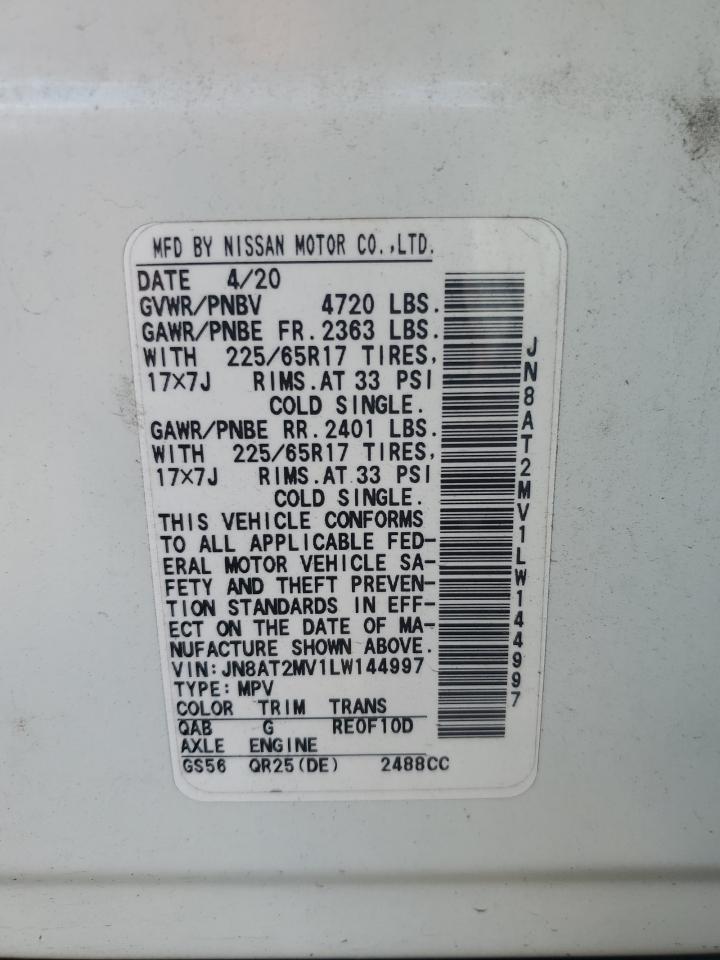 MFD BY NISSAN MOTOR CO.,LTD.
DATE 4/20
GVWR/PNBV 4720 LBS.
GAWR/PNBE FR.2363 LBS.
WITH 225/65R17 TIRES,
17×7J RIMS.AT 33 PSI
COLD SINGLE.
GAWR/PNBE RR.2401 LBS.
WITH 225/65R17 TIRES,
17×7J RIMS.AT 33 PSI
COLD SINGLE.
THIS VEHICLE CONFORMS
TO ALL APPLICABLE FED-
ERAL MOTOR VEHICLE SA-
FETY AND THEFT PREVEN-
TION STANDARDS IN EFF-
ECT ON THE DATE OF MA-
NUFACTURE SHOWN ABOVE.
VIN:JN8AT2MV1LW144997
TYPE:MPV
COLOR TRIM TRANS
QAB G RE0F10D
AXLE ENGINE
GS56 QR25(DE) 2488CC
JN8AT2MV1LW144997